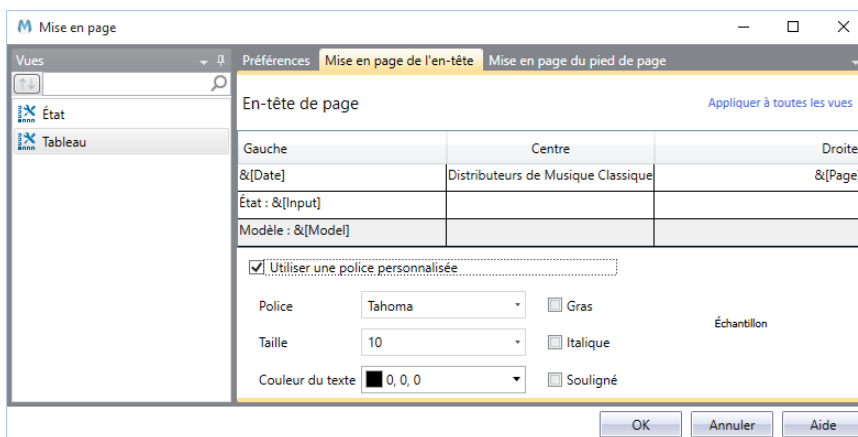 Mise en page
Vues
Préférences Mise en page de l'en-tête Mise en page du pied de page
État
Tableau
En-tête de page Appliquer à toutes les vues
Gauche Centre Droite
&[Date] Distributeurs de Musique Classique &[Page]
État : &[Input]
Modèle : &[Model]
Utiliser une police personnalisée
Police Tahoma Gras
Échantillon
Taille 10 Italique
Couleur du texte 0, 0, 0 Souligné
OK Annuler Aide